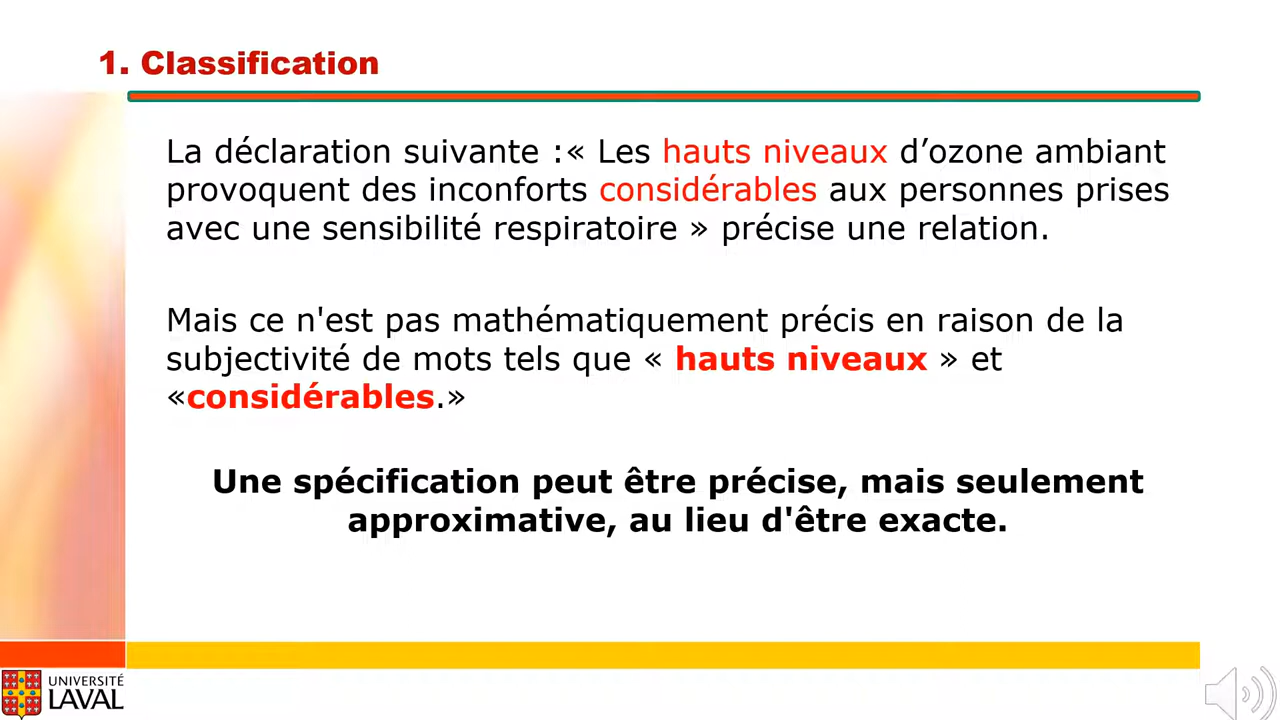 1. Classification
La déclaration suivante :« Les hauts niveaux d’ozone ambiant
provoquent des inconforts considérables aux personnes prises
avec une sensibilité respiratoire » précise une relation.
Mais ce n'est pas mathématiquement précis en raison de la
subjectivité de mots tels que « hauts niveaux » et
«considérables.»
Une spécification peut être précise, mais seulement
approximative, au lieu d'être exacte.
UNIVERSITÉ
LAVAL